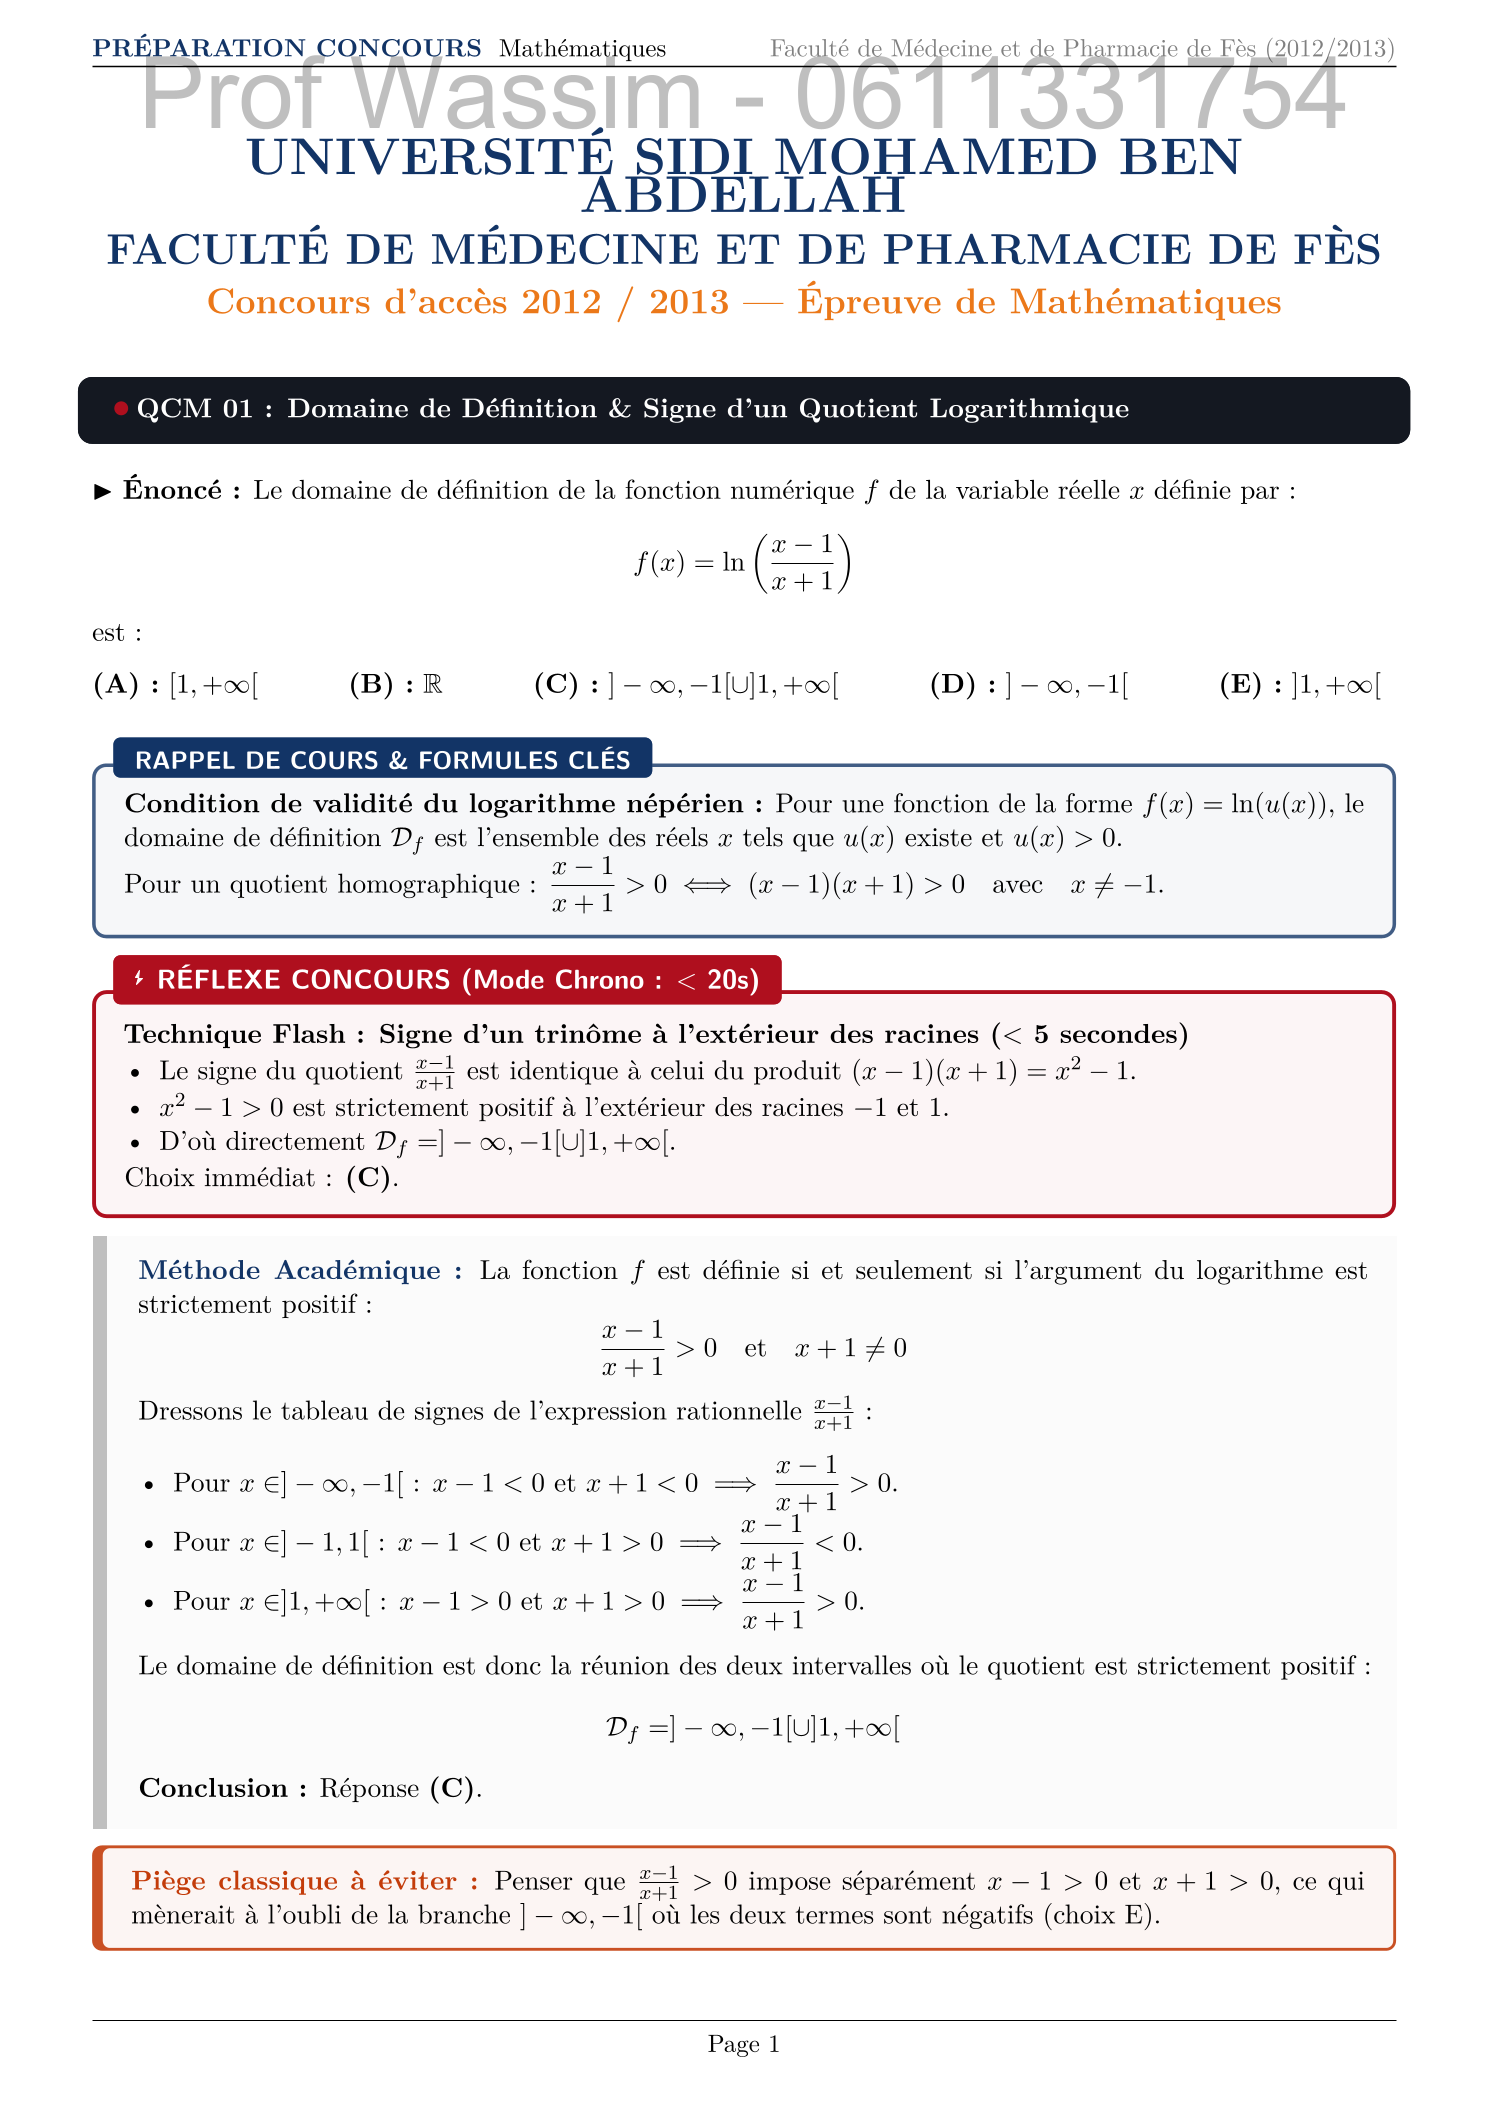 PRÉPARATION CONCOURS Mathématiques Faculté de Médecine et de Pharmacie de Fès (2012/2013)
Prof Wassim - 0611331754
UNIVERSITÉ SIDI MOHAMED BEN
ABDELLAH
FACULTÉ DE MÉDECINE ET DE PHARMACIE DE FÈS
Concours d'accès 2012 / 2013 — Épreuve de Mathématiques
● QCM 01 : Domaine de Définition & Signe d'un Quotient Logarithmique
▶ Énoncé : Le domaine de définition de la fonction numérique f de la variable réelle x définie par :
f(x) = ln((x − 1)/(x + 1))
est :
(A) : [1, +∞[ (B) : ℝ (C) : ] − ∞, −1[∪]1, +∞[ (D) : ] − ∞, −1[ (E) : ]1, +∞[
RAPPEL DE COURS & FORMULES CLÉS
Condition de validité du logarithme népérien : Pour une fonction de la forme f(x) = ln(u(x)), le
domaine de définition 𝒟f est l'ensemble des réels x tels que u(x) existe et u(x) > 0.
Pour un quotient homographique : (x − 1)/(x + 1) > 0 ⟺ (x − 1)(x + 1) > 0 avec x ≠ −1.
⚡ RÉFLEXE CONCOURS (Mode Chrono : < 20s)
Technique Flash : Signe d'un trinôme à l'extérieur des racines (< 5 secondes)
• Le signe du quotient (x−1)/(x+1) est identique à celui du produit (x − 1)(x + 1) = x² − 1.
• x² − 1 > 0 est strictement positif à l'extérieur des racines −1 et 1.
• D'où directement 𝒟f =] − ∞, −1[∪]1, +∞[.
Choix immédiat : (C).
Méthode Académique : La fonction f est définie si et seulement si l'argument du logarithme est
strictement positif :
(x − 1)/(x + 1) > 0 et x + 1 ≠ 0
Dressons le tableau de signes de l'expression rationnelle (x−1)/(x+1) :
• Pour x ∈] − ∞, −1[ : x − 1 < 0 et x + 1 < 0 ⟹ (x − 1)/(x + 1) > 0.
• Pour x ∈] − 1, 1[ : x − 1 < 0 et x + 1 > 0 ⟹ (x − 1)/(x + 1) < 0.
• Pour x ∈]1, +∞[ : x − 1 > 0 et x + 1 > 0 ⟹ (x − 1)/(x + 1) > 0.
Le domaine de définition est donc la réunion des deux intervalles où le quotient est strictement positif :
𝒟f =] − ∞, −1[∪]1, +∞[
Conclusion : Réponse (C).
Piège classique à éviter : Penser que (x−1)/(x+1) > 0 impose séparément x − 1 > 0 et x + 1 > 0, ce qui
mènerait à l'oubli de la branche ] − ∞, −1[ où les deux termes sont négatifs (choix E).
Page 1